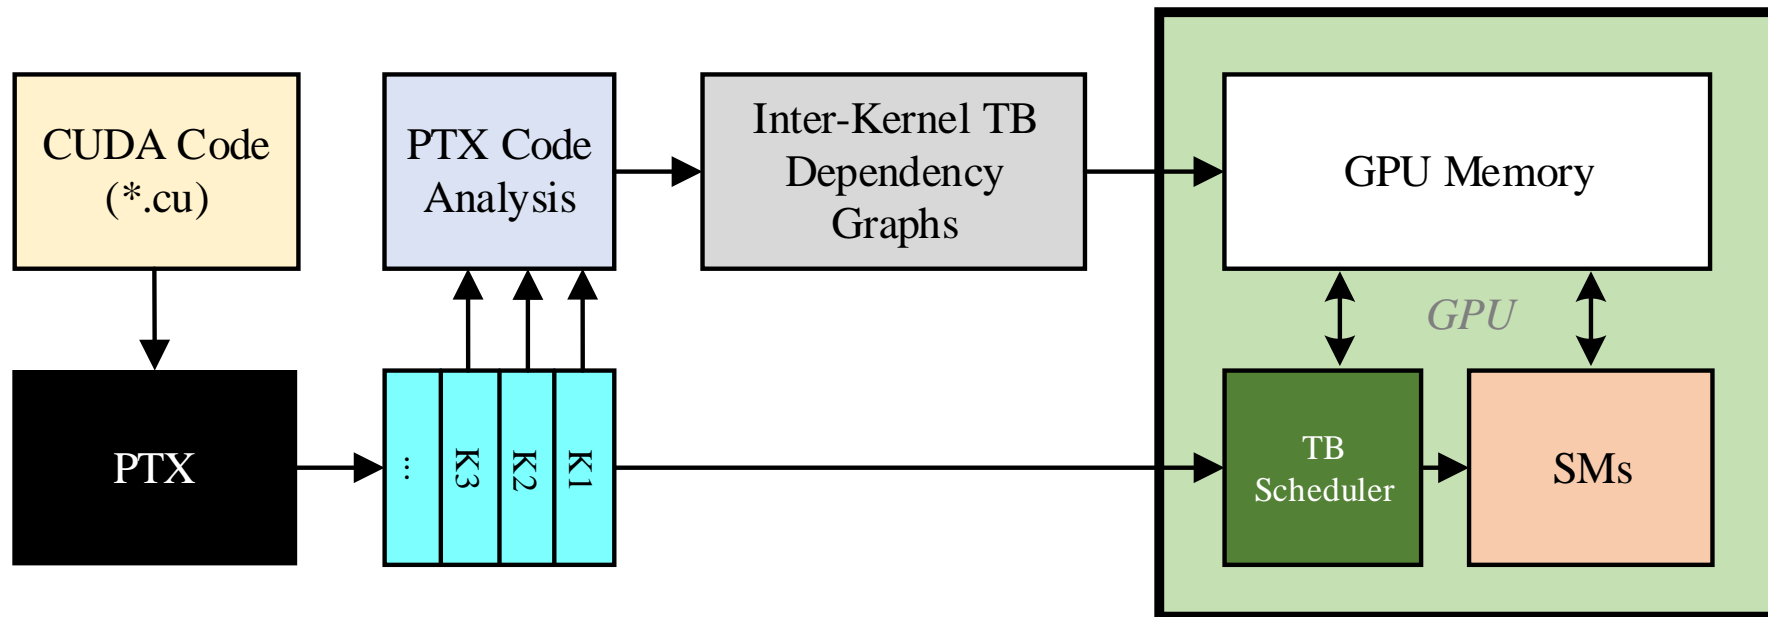 CUDA Code
(*.cu)
PTX Code
Analysis
Inter-Kernel TB
Dependency
Graphs
GPU Memory
GPU
PTX
...
K3
K2
K1
TB
Scheduler
SMs